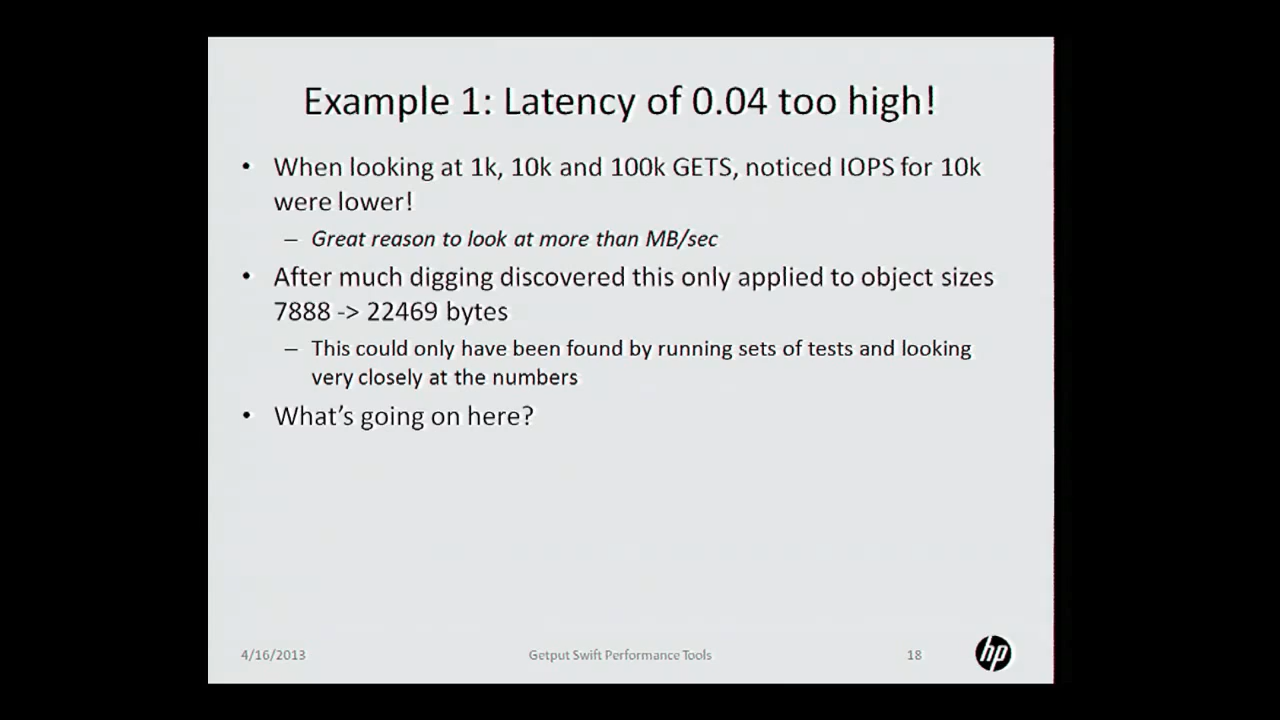 Example 1: Latency of 0.04 too high!
• When looking at 1k, 10k and 100k GETS, noticed IOPS for 10k
were lower!
– Great reason to look at more than MB/sec
• After much digging discovered this only applied to object sizes
7888 -> 22469 bytes
– This could only have been found by running sets of tests and looking
very closely at the numbers
• What's going on here?
4/16/2013
Getput Swift Performance Tools
18
hp